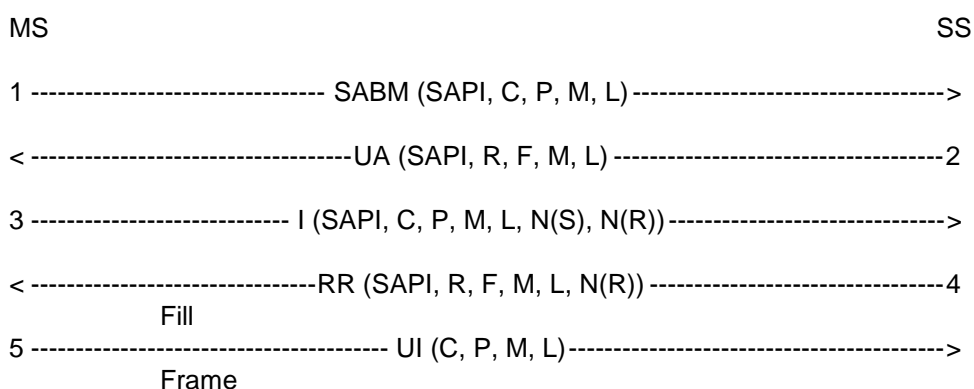 MS SS
1 --------------------------------- SABM (SAPI, C, P, M, L) ----------------------------------->
< ------------------------------------UA (SAPI, R, F, M, L) -------------------------------------2
3 ----------------------------- I (SAPI, C, P, M, L, N(S), N(R))------------------------------->
< --------------------------------RR (SAPI, R, F, M, L, N(R)) ---------------------------------4
Fill
5 ---------------------------------------- UI (C, P, M, L)------------------------------------------>
Frame